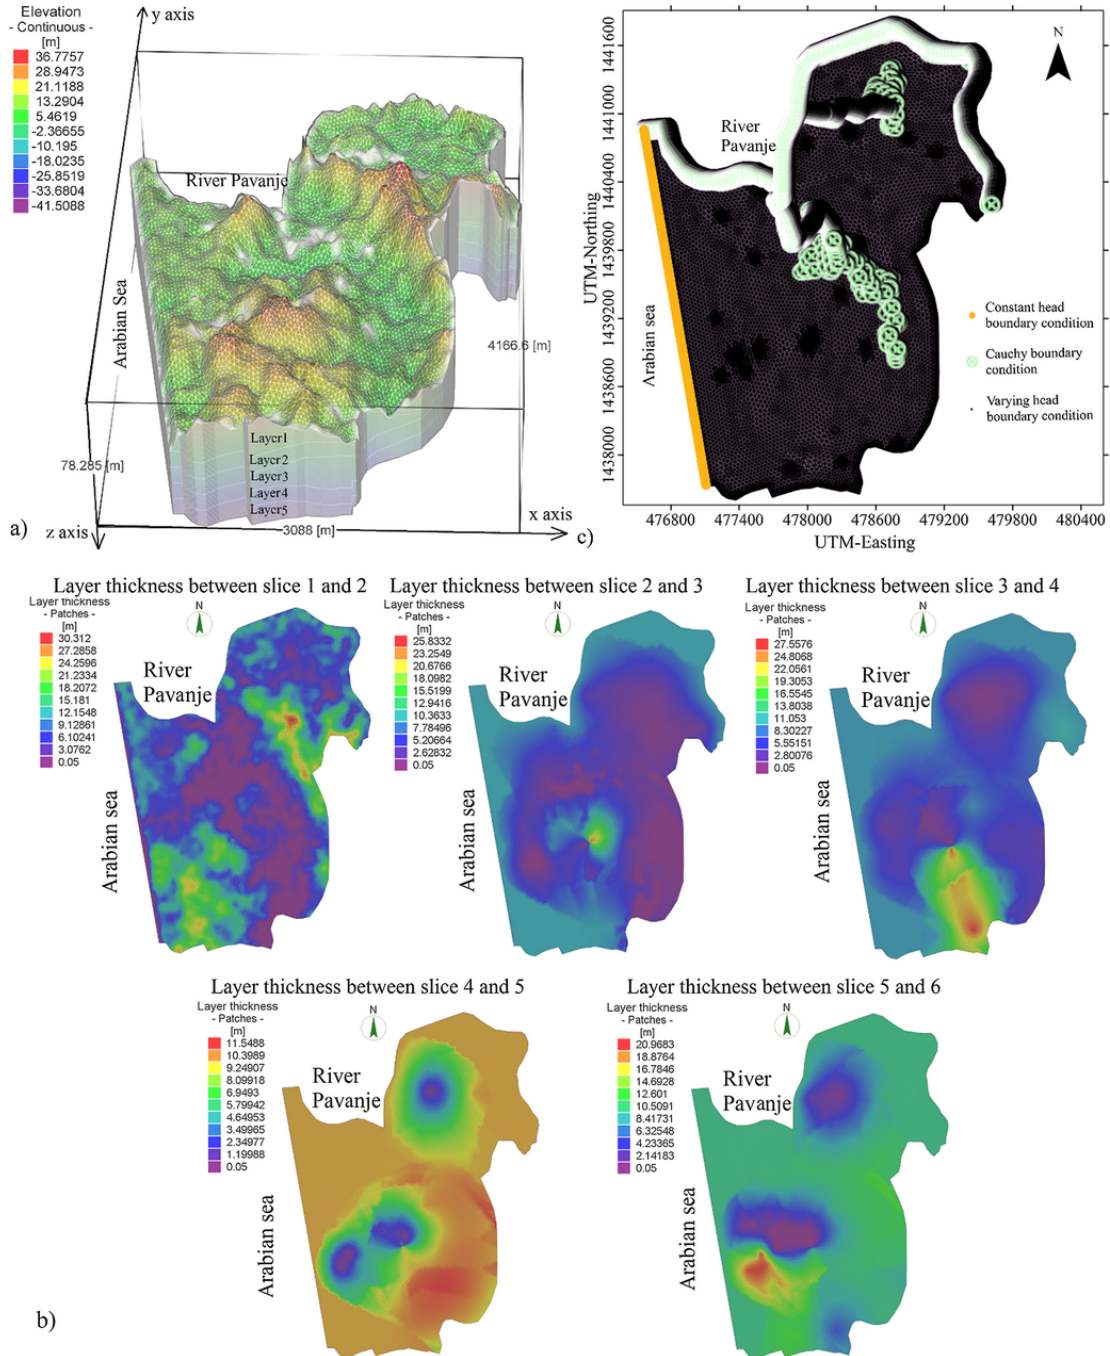 Elevation
- Continuous -
[m]
36.7757
28.9473
21.1188
13.2904
5.4619
-2.36655
-10.195
-18.0235
-25.8519
-33.6804
-41.5088
y axis
River Pavanje
Arabian Sea
4166.6 [m]
78.285 [m]
Layer1
Layer2
Layer3
Layer4
Layer5
3088 [m]
x axis
z axis
a)
N
River
Pavanje
UTM-Northing
1441600
1441000
1440400
1439800
1439200
1438600
1438000
Arabian sea
Constant head
boundary condition
Cauchy boundary
condition
Varying head
boundary condition
476800
477400
478000
478600
479200
479800
480400
UTM-Easting
c)
Layer thickness between slice 1 and 2
Layer thickness
- Patches -
[m]
30.312
27.2858
24.2596
21.2334
18.2072
15.181
12.1548
9.12861
6.10241
3.0762
0.05
N
River
Pavanje
Arabian sea
Layer thickness between slice 2 and 3
Layer thickness
- Patches -
[m]
25.8332
23.2549
20.6766
18.0982
15.5199
12.9416
10.3633
7.78496
5.20664
2.62832
0.05
N
River
Pavanje
Arabian sea
Layer thickness between slice 3 and 4
Layer thickness
- Patches -
[m]
27.5576
24.8068
22.0561
19.3053
16.5545
13.8038
11.053
8.30227
5.55151
2.80076
0.05
N
River
Pavanje
Arabian sea
Layer thickness between slice 4 and 5
Layer thickness
- Patches -
[m]
11.5488
10.3989
9.24907
8.09918
6.9493
5.79942
4.64953
3.49965
2.34977
1.19988
0.05
N
River
Pavanje
Arabian sea
Layer thickness between slice 5 and 6
Layer thickness
- Patches -
[m]
20.9683
18.8764
16.7846
14.6928
12.601
10.5091
8.41731
6.32548
4.23365
2.14183
0.05
N
River
Pavanje
Arabian sea
b)